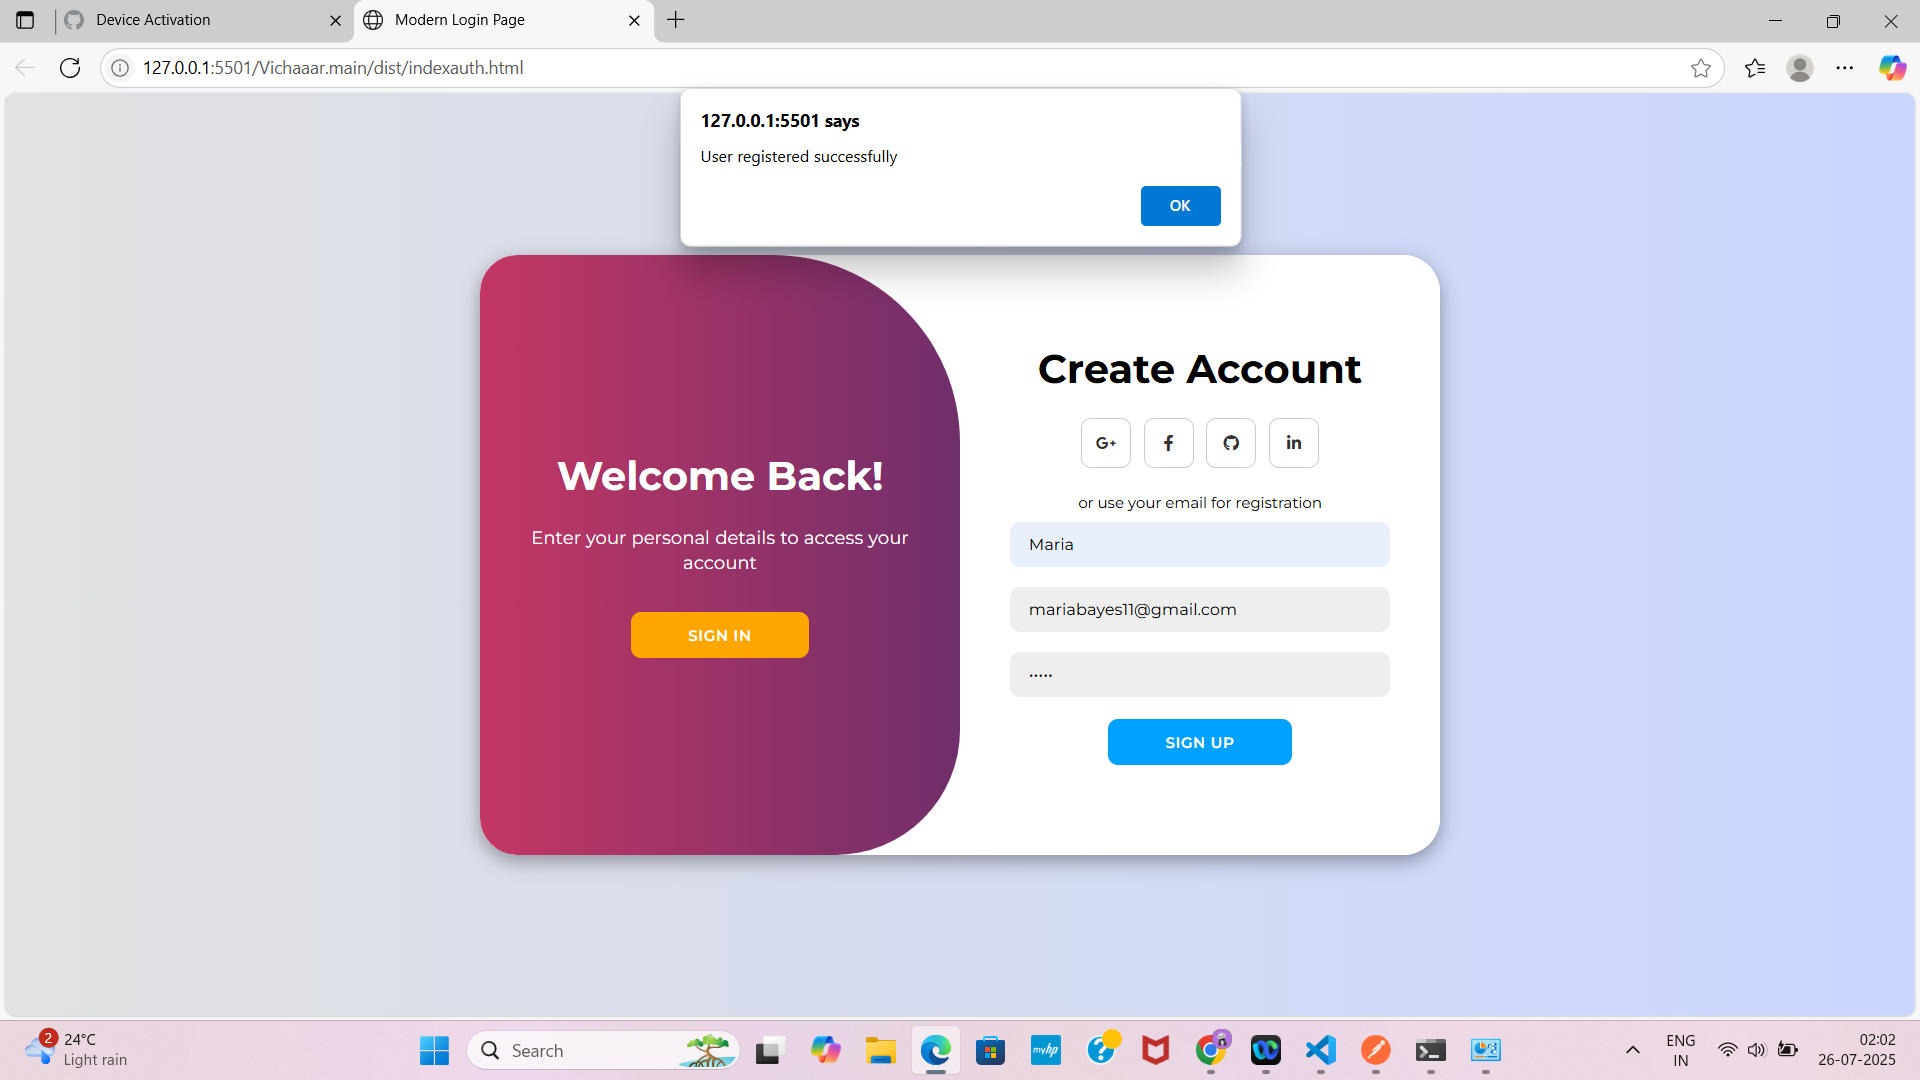 Device Activation
Modern Login Page
127.0.0.1:5501/Vichaaar.main/dist/indexauth.html
127.0.0.1:5501 says
User registered successfully
OK
Welcome Back!
Enter your personal details to access your
account
SIGN IN
Create Account
G+
f
in
or use your email for registration
Maria
mariabayes11@gmail.com
•••••
SIGN UP
2
24°C
Light rain
Search
myhp
ENG
IN
02:02
26-07-2025